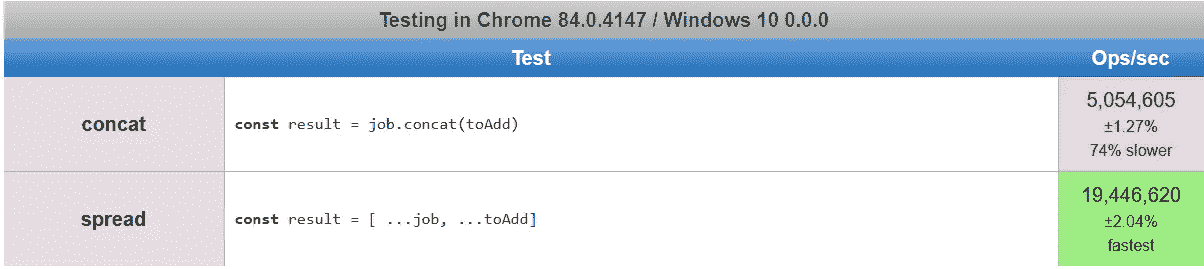 Testing in Chrome 84.0.4147 / Windows 10 0.0.0
Test Ops/sec
concat const result = job.concat(toAdd) 5,054,605
±1.27%
74% slower
spread const result = [ ...job, ...toAdd] 19,446,620
±2.04%
fastest